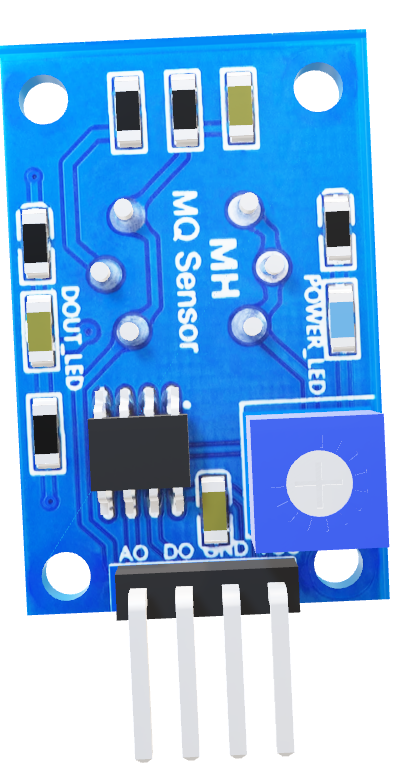 MQ Sensor
MH
DOUT_LED
POWER_LED
AO DO GND